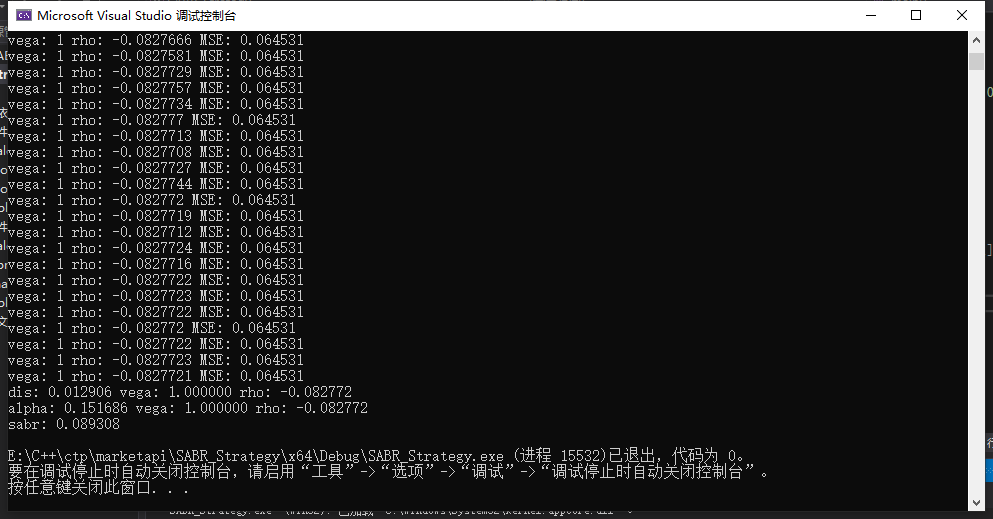 Microsoft Visual Studio 调试控制台
vega: 1 rho: -0.0827666 MSE: 0.064531
vega: 1 rho: -0.0827581 MSE: 0.064531
vega: 1 rho: -0.0827729 MSE: 0.064531
vega: 1 rho: -0.0827757 MSE: 0.064531
vega: 1 rho: -0.0827734 MSE: 0.064531
vega: 1 rho: -0.082777 MSE: 0.064531
vega: 1 rho: -0.0827713 MSE: 0.064531
vega: 1 rho: -0.0827708 MSE: 0.064531
vega: 1 rho: -0.0827727 MSE: 0.064531
vega: 1 rho: -0.0827744 MSE: 0.064531
vega: 1 rho: -0.082772 MSE: 0.064531
vega: 1 rho: -0.0827719 MSE: 0.064531
vega: 1 rho: -0.0827712 MSE: 0.064531
vega: 1 rho: -0.0827724 MSE: 0.064531
vega: 1 rho: -0.0827716 MSE: 0.064531
vega: 1 rho: -0.0827722 MSE: 0.064531
vega: 1 rho: -0.0827723 MSE: 0.064531
vega: 1 rho: -0.0827722 MSE: 0.064531
vega: 1 rho: -0.082772 MSE: 0.064531
vega: 1 rho: -0.0827722 MSE: 0.064531
vega: 1 rho: -0.0827723 MSE: 0.064531
vega: 1 rho: -0.0827721 MSE: 0.064531
dis: 0.012906 vega: 1.000000 rho: -0.082772
alpha: 0.151686 vega: 1.000000 rho: -0.082772
sabr: 0.089308
E:\C++\ctp\marketapi\SABR_Strategy\x64\Debug\SABR_Strategy.exe (进程 15532)已退出，代码为 0。
要在调试停止时自动关闭控制台，请启用“工具”->“选项”->“调试”->“调试停止时自动关闭控制台”。
按任意键关闭此窗口. . .